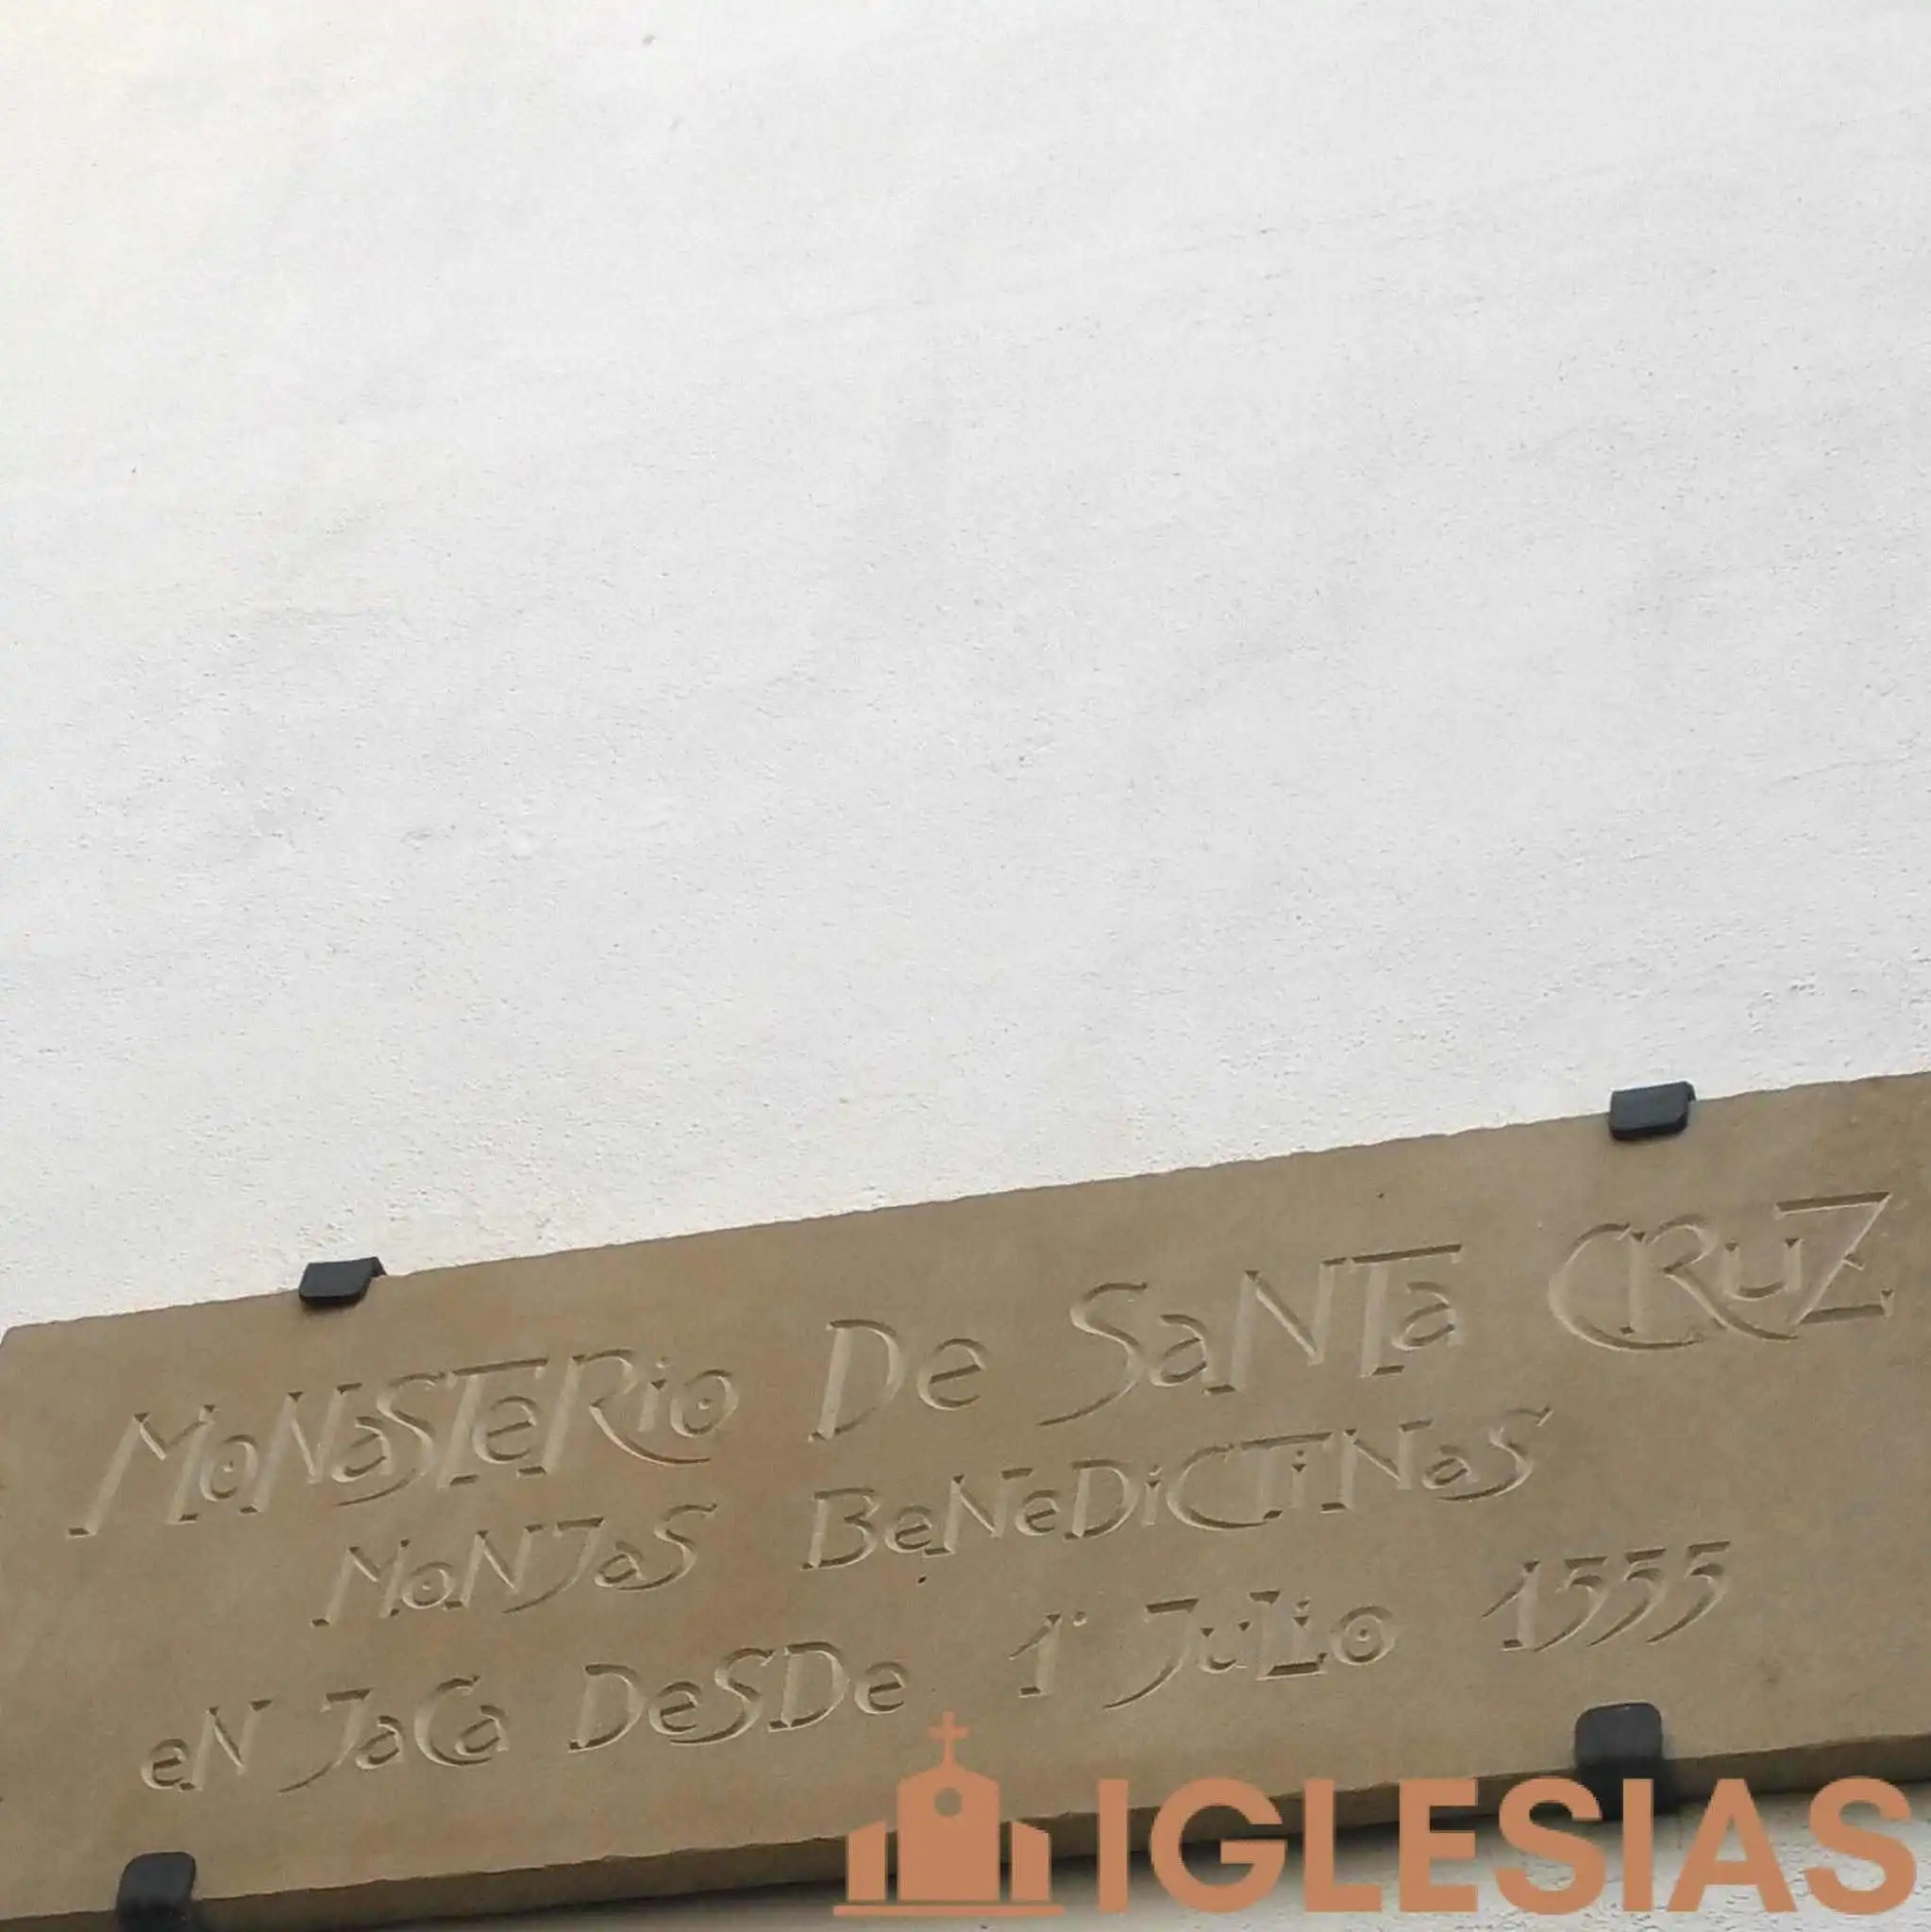 MoNaSTeRio De SaNTa CRuZ
MoNJaS BeNeDiCTiNaS
eN JaCa DeSDe 1º JuLio 1555
IGLESIAS